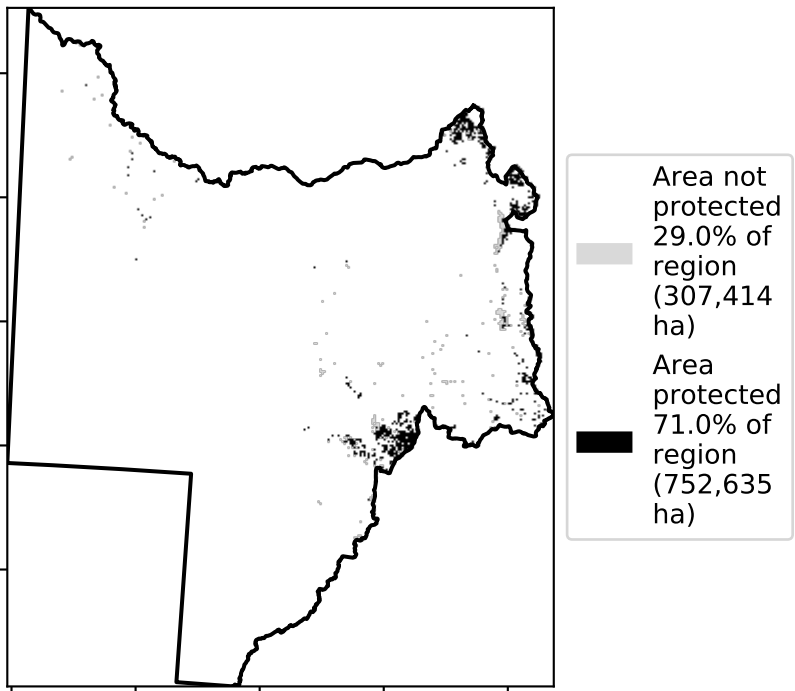 Area not
protected
29.0% of
region
(307,414
ha)
Area
protected
71.0% of
region
(752,635
ha)